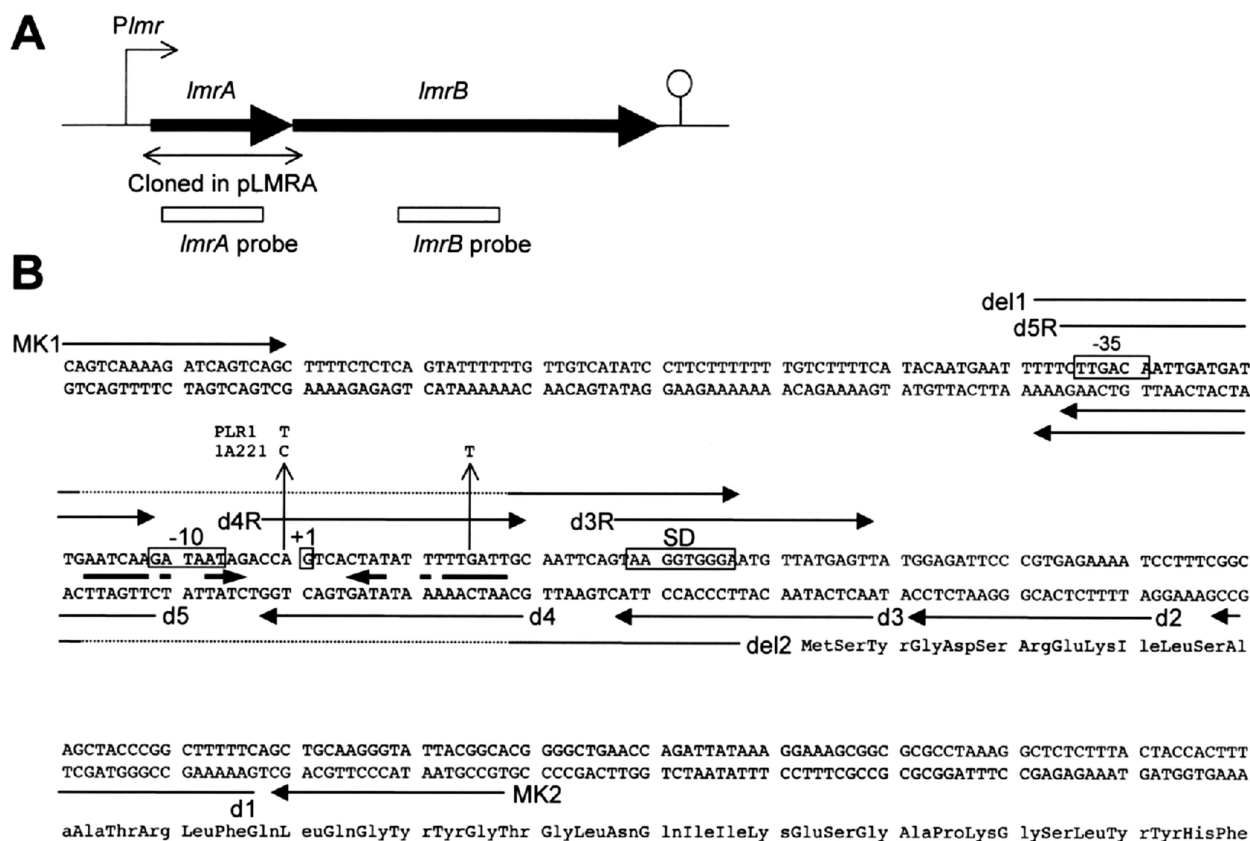 A
Plmr
lmrA lmrB
Cloned in pLMRA
lmrA probe lmrB probe
B
del1
d5R
MK1 -35
CAGTCAAAAG ATCAGTCAGC TTTTCTCTCA GTATTTTTTG TTGTCATATC CCTTCTTTTTT TGTCTTTTCA TACAATGAAT TTTTCTTGAC AATTGATGAT
GTCAGTTTTC TAGTCAGTCG AAAAGAGAGT CATAAAAAAC AACAGTATAG GAAGAAAAAA ACAGAAAAGT ATGTTACTTA AAAAGAACTG TTAACTACTA
PLR1 T
1A221 C T
-10 d4R +1 d3R SD
TGAATCAAGA TAATAGACCA GTCACTATAT TTTTGATTGC AATTCAGTAA GGTGGGAATG TTATGAGTTA TGGAGATTCC CGTGAGAAAA TCCTTTCGGC
ACTTAGTTCT ATTATCTGGT CAGTGATATA AAAACTAACG TTAAGTCATT CCACCCTTAC AATACTCAAT ACCTCTAAGG GCACTCTTTT AGGAAAGCCG
d5 d4 d3 d2
del2 MetSerTy rGlyAspSer ArgGluLysI leLeuSerAl
AGCTACCCGG CTTTTTCAGC TGCAAGGGTA TTACGGCACG GGGCTGAACC AGATTATAAA GGAAAGCGGC GCGCCTAAAG GCTCTCTTTA CTACCACTTT
TCGATGGGCC GAAAAAGTCG ACGTTCCCAT AATGCCGTGC CCCGACTTGG TCTAATATTT CCTTTCGCCG CGCGGATTTC CGAGAGAAAT GATGGTGAAA
d1 MK2
aAlaThrArg LeuPheGlnL euGlnGlyTy rTyrGlyThr GlyLeuAsnG lnIleIleLy sGluSerGly AlaProLysG lySerLeuTy rTyrHisPhe